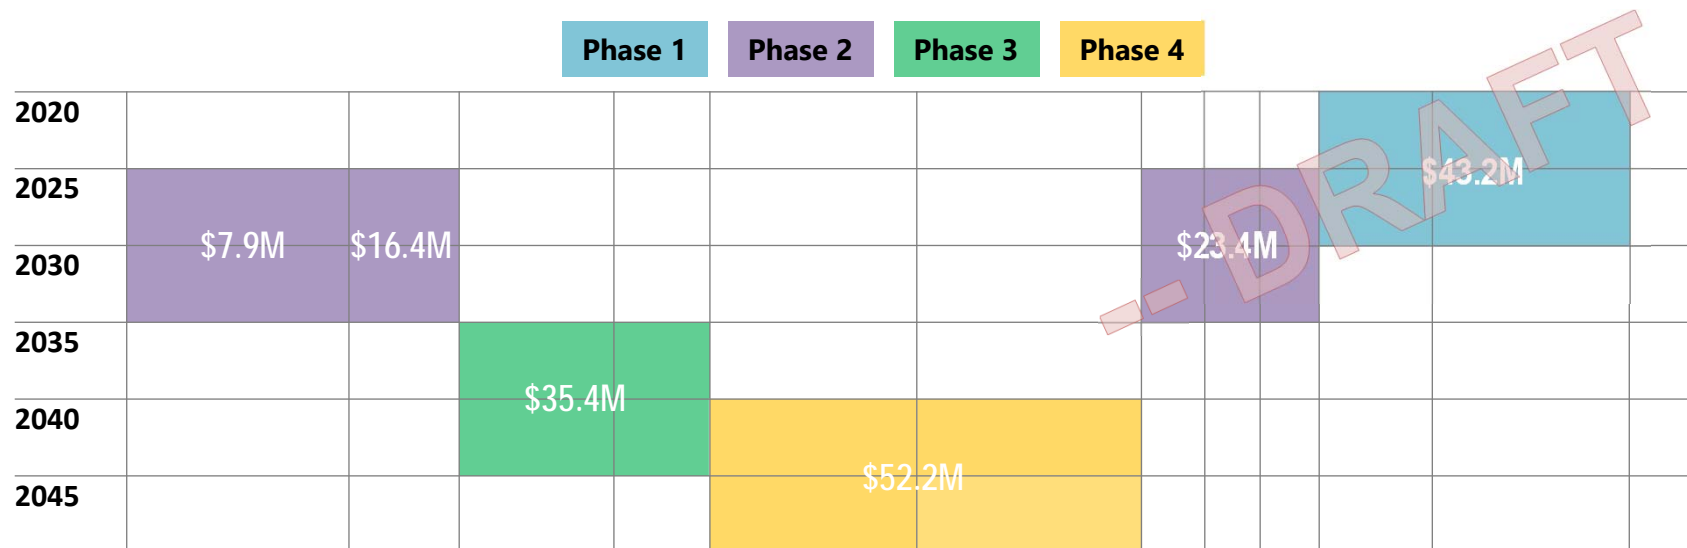 Phase 1 Phase 2 Phase 3 Phase 4
2020
2025
$43.2M
2030
$7.9M $16.4M $23.4M
-- DRAFT
2035
2040
$35.4M
2045
$52.2M